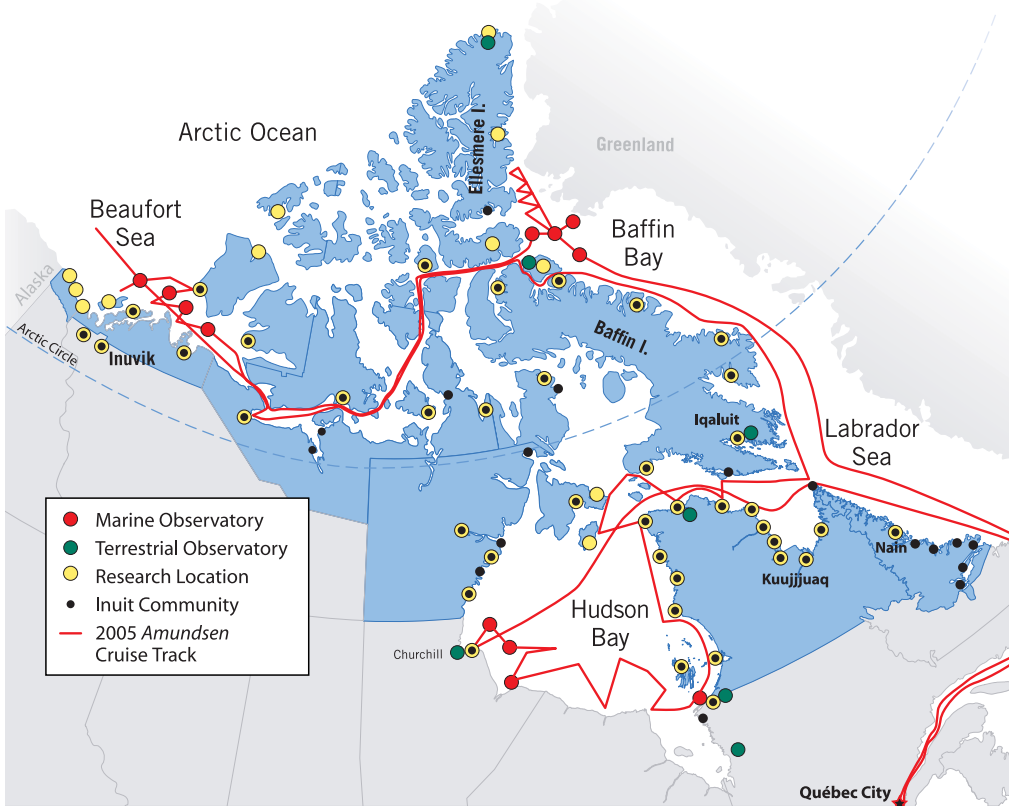 Arctic Ocean
Ellesmere I.
Greenland
Beaufort
Sea
Baffin
Bay
Alaska
Arctic Circle
Inuvik
Baffin I.
Iqaluit
Labrador
Sea
Marine Observatory
Terrestrial Observatory
Research Location
Inuit Community
2005 Amundsen
Cruise Track
Nain
Kuujjjuaq
Hudson
Bay
Churchill
Québec City